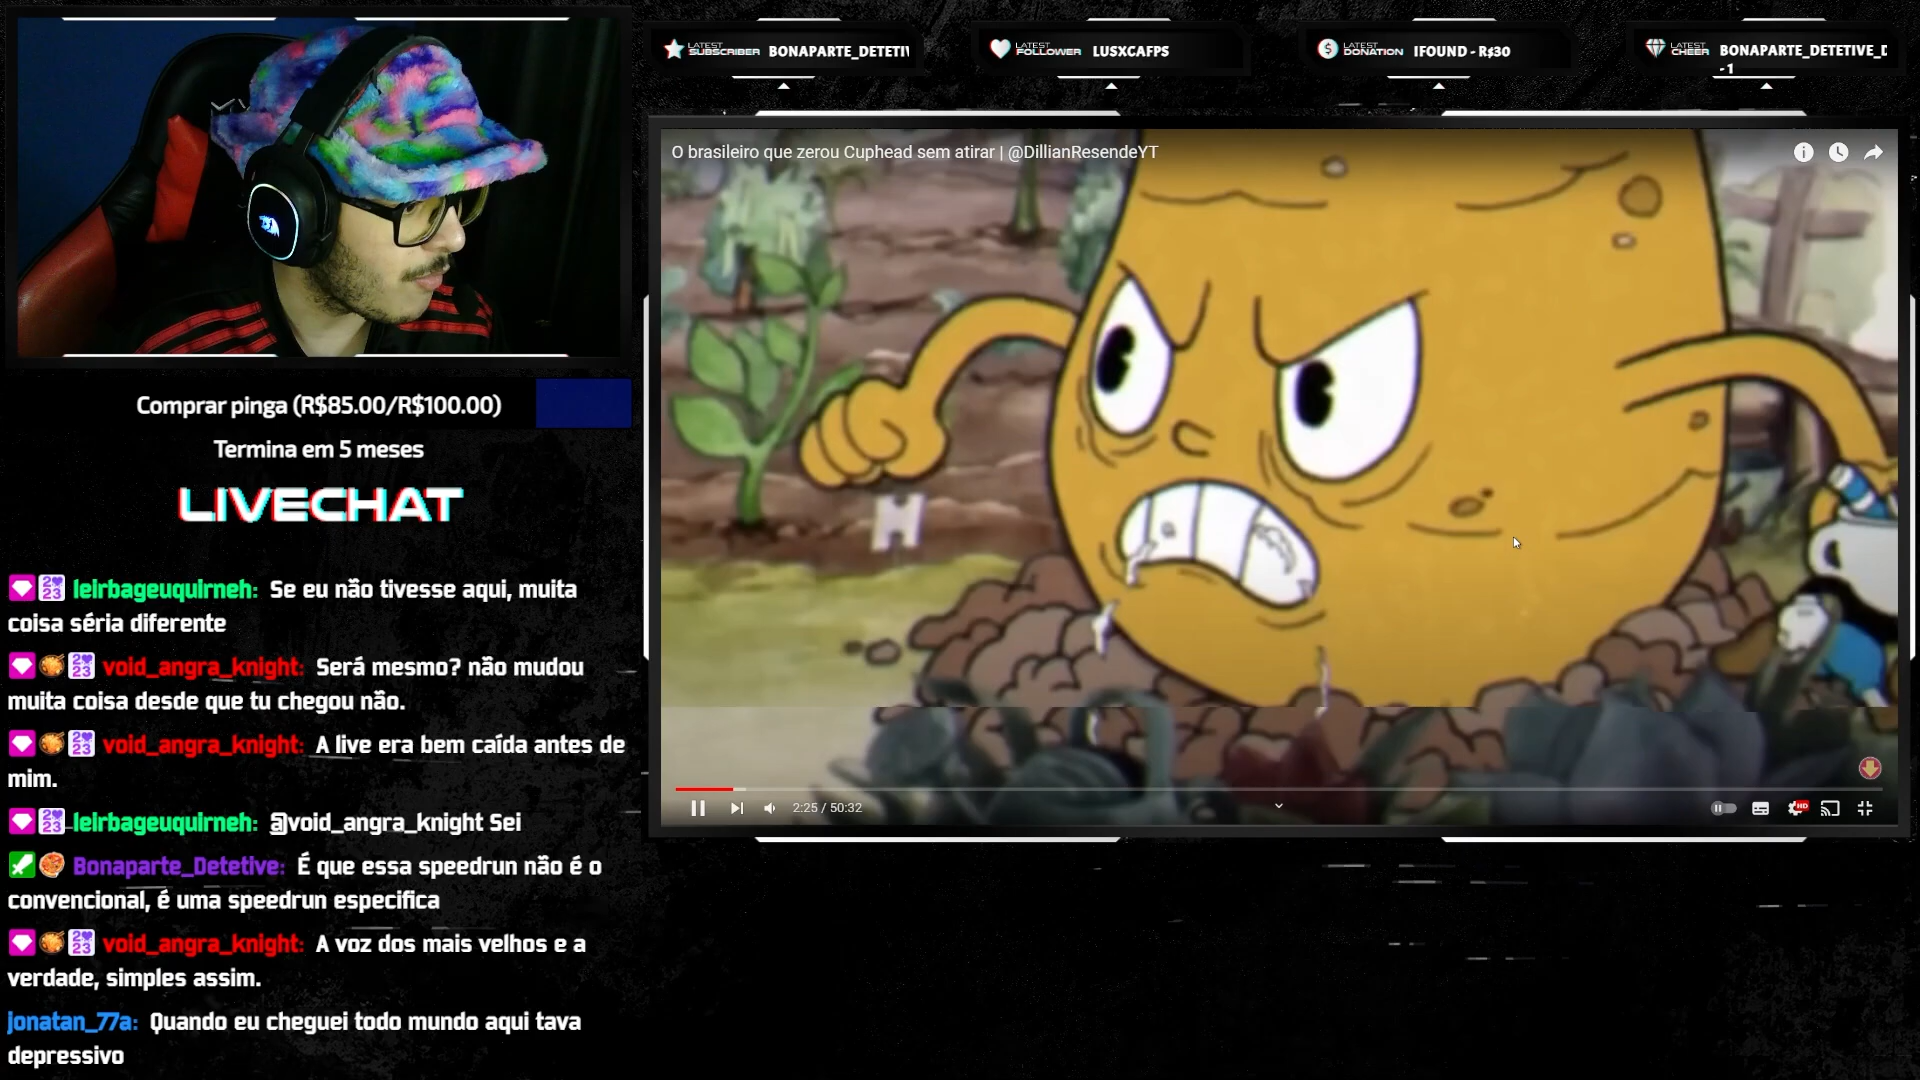 LATEST SUBSCRIBER BONAPARTE_DETETIV
LATEST FOLLOWER LUSXCAFPS
LATEST DONATION IFOUND - R$30
LATEST CHEER BONAPARTE_DETETIVE_D
- 1
O brasileiro que zerou Cuphead sem atirar | @DillianResendeYT
Comprar pinga (R$85.00/R$100.00)
Termina em 5 meses
LIVECHAT
leirbageuquirneh: Se eu não tivesse aqui, muita
coisa séria diferente
void_angra_knight: Será mesmo? não mudou
muita coisa desde que tu chegou não.
void_angra_knight: A live era bem caída antes de
mim.
leirbageuquirneh: @void_angra_knight Sei
Bonaparte_Detetive: É que essa speedrun não é o
convencional, é uma speedrun especifica
void_angra_knight: A voz dos mais velhos e a
verdade, simples assim.
jonatan_77a: Quando eu cheguei todo mundo aqui tava
depressivo
2:25 / 50:32
HD